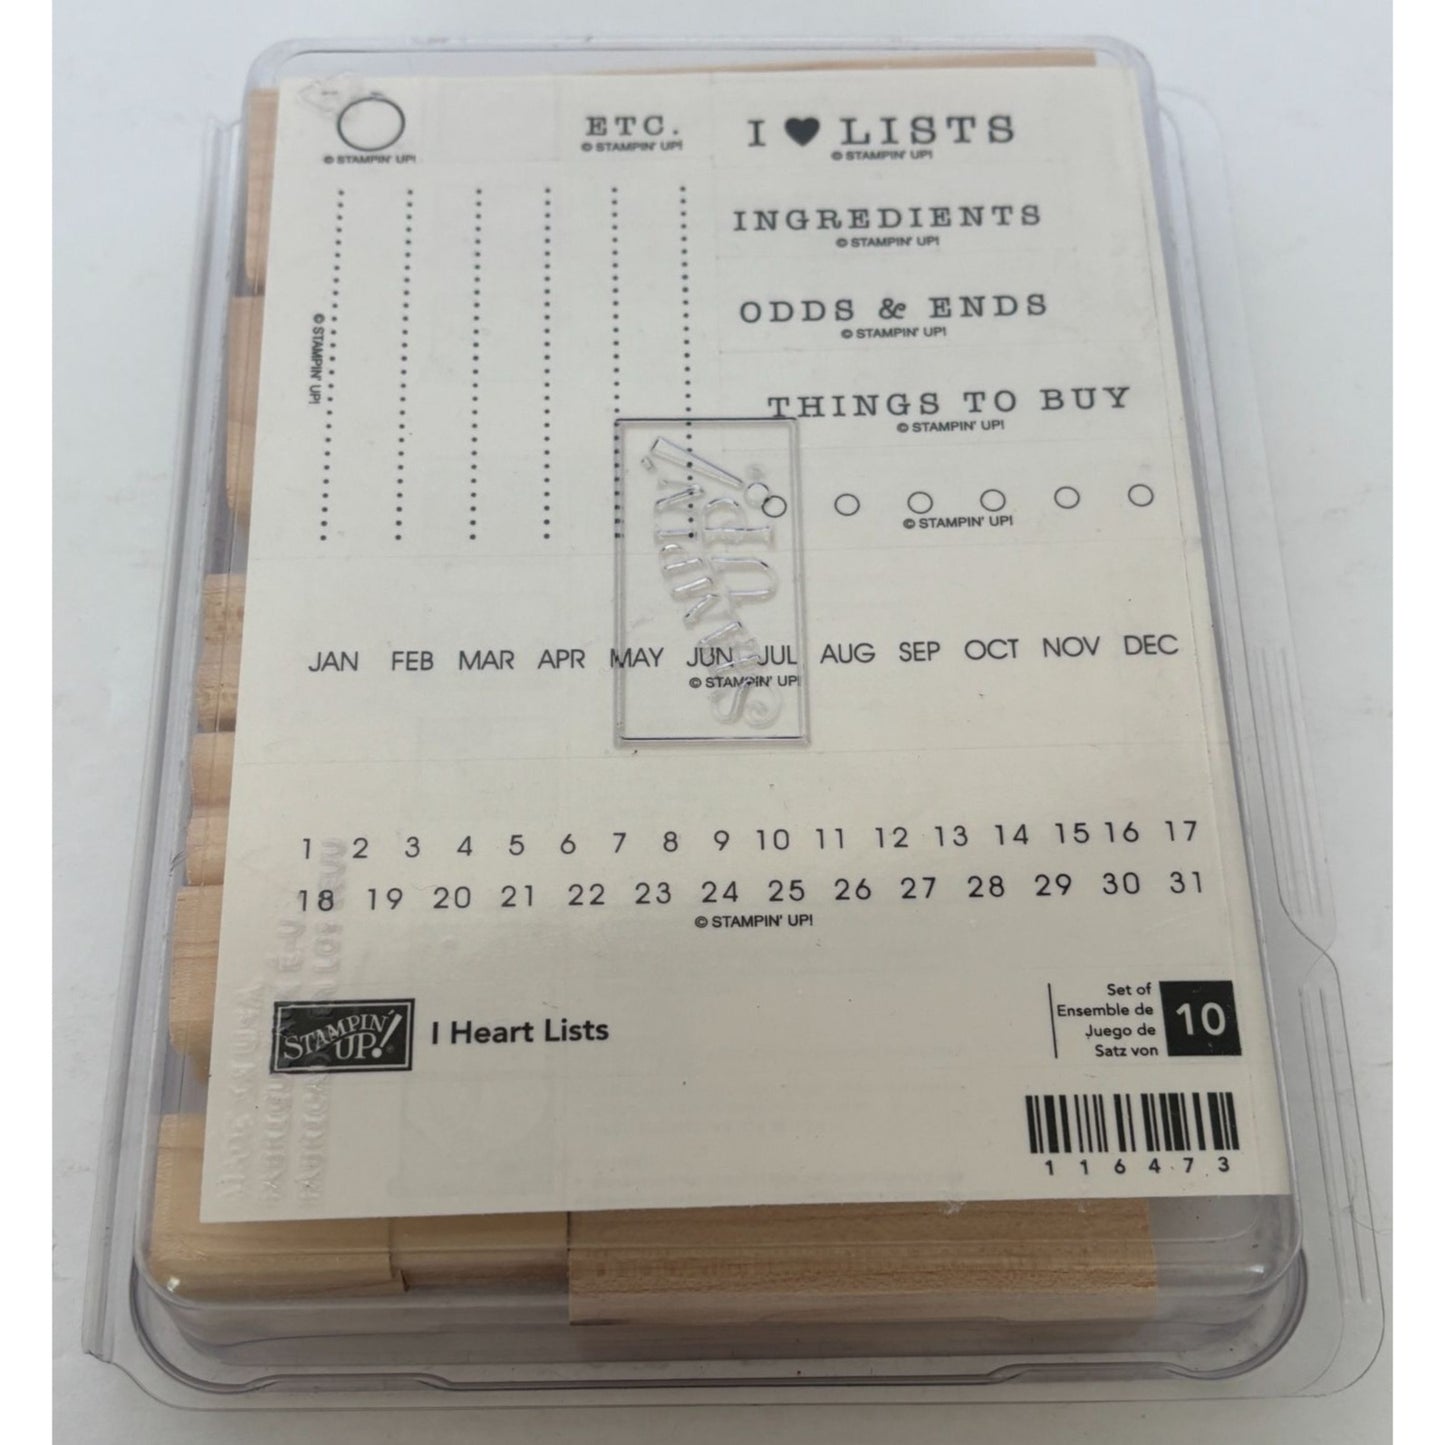 ETC.
© STAMPIN' UP!
© STAMPIN' UP!
I ♥ LISTS
© STAMPIN' UP!
INGREDIENTS
© STAMPIN' UP!
ODDS & ENDS
© STAMPIN' UP!
THINGS TO BUY
© STAMPIN' UP!
© STAMPIN' UP!
© STAMPIN' UP!
STAMPIN' UP!
JAN FEB MAR APR MAY JUN JUL AUG SEP OCT NOV DEC
© STAMPIN' UP!
1 2 3 4 5 6 7 8 9 10 11 12 13 14 15 16 17
18 19 20 21 22 23 24 25 26 27 28 29 30 31
© STAMPIN' UP!
STAMPIN' UP!
I Heart Lists
Set of
Ensemble de
Juego de
Satz von
10
116473